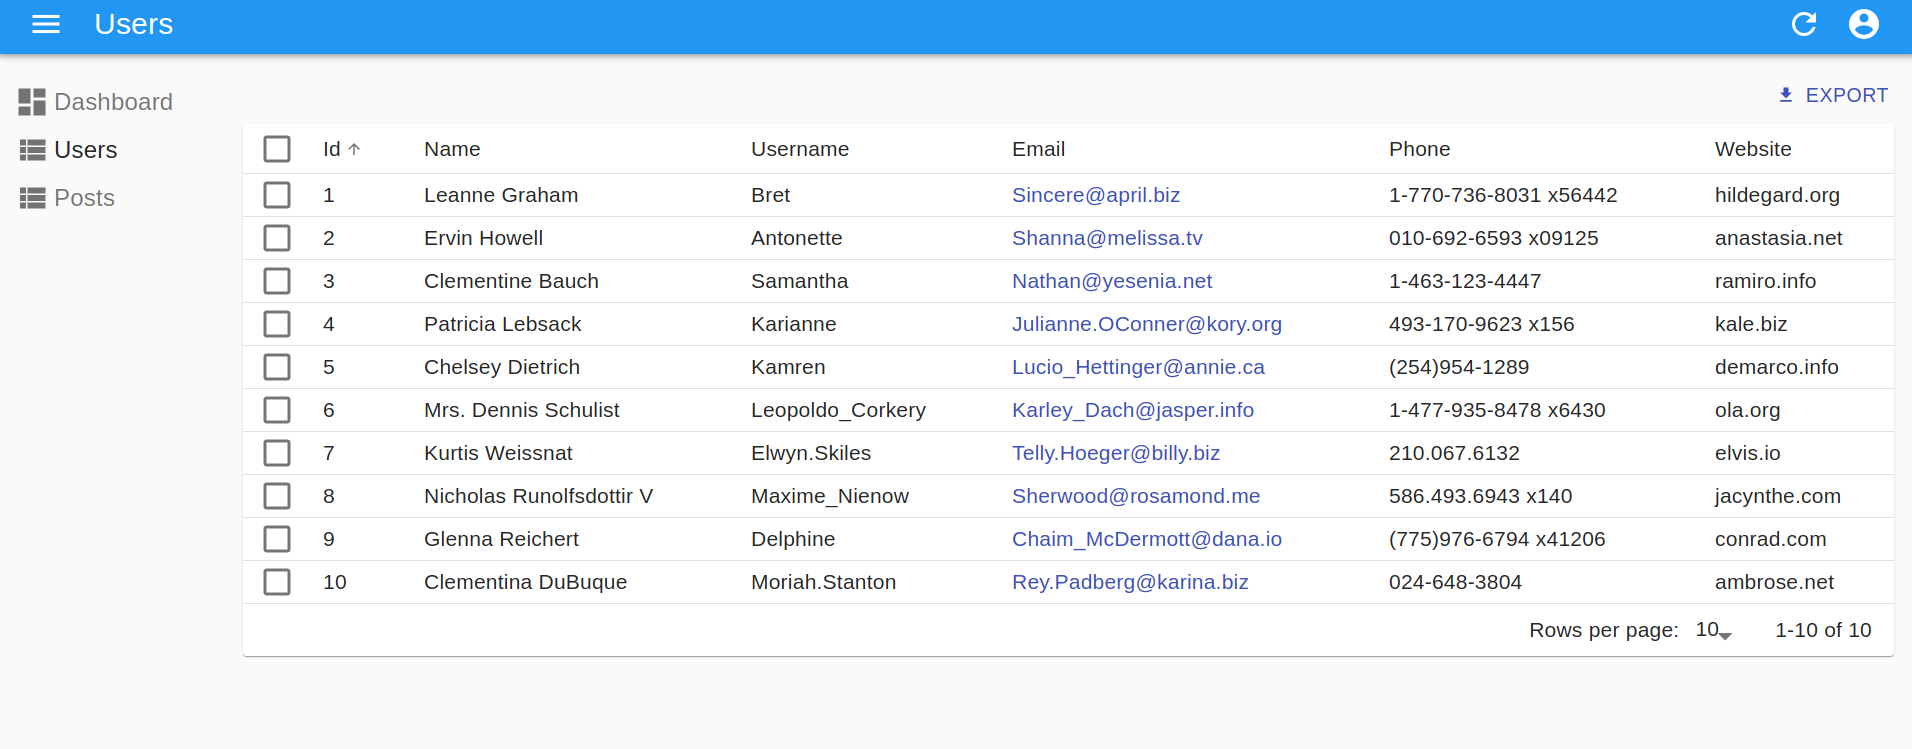 Users
Dashboard
Users
Posts
EXPORT
Id Name Username Email Phone Website
1 Leanne Graham Bret Sincere@april.biz 1-770-736-8031 x56442 hildegard.org
2 Ervin Howell Antonette Shanna@melissa.tv 010-692-6593 x09125 anastasia.net
3 Clementine Bauch Samantha Nathan@yesenia.net 1-463-123-4447 ramiro.info
4 Patricia Lebsack Karianne Julianne.OConner@kory.org 493-170-9623 x156 kale.biz
5 Chelsey Dietrich Kamren Lucio_Hettinger@annie.ca (254)954-1289 demarco.info
6 Mrs. Dennis Schulist Leopoldo_Corkery Karley_Dach@jasper.info 1-477-935-8478 x6430 ola.org
7 Kurtis Weissnat Elwyn.Skiles Telly.Hoeger@billy.biz 210.067.6132 elvis.io
8 Nicholas Runolfsdottir V Maxime_Nienow Sherwood@rosamond.me 586.493.6943 x140 jacynthe.com
9 Glenna Reichert Delphine Chaim_McDermott@dana.io (775)976-6794 x41206 conrad.com
10 Clementina DuBuque Moriah.Stanton Rey.Padberg@karina.biz 024-648-3804 ambrose.net
Rows per page: 10 1-10 of 10